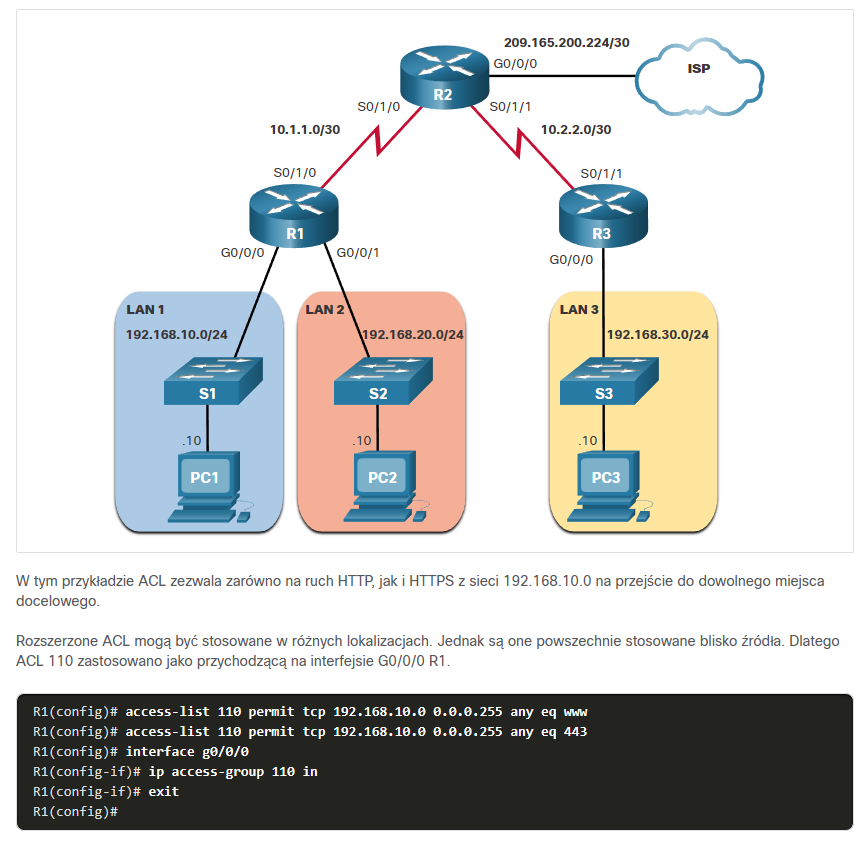 209.165.200.224/30
G0/0/0
ISP
R2
S0/1/0
S0/1/1
10.1.1.0/30
10.2.2.0/30
S0/1/0
S0/1/1
R1
R3
G0/0/0
G0/0/1
G0/0/0
LAN 1
LAN 2
LAN 3
192.168.10.0/24
192.168.20.0/24
192.168.30.0/24
S1
S2
S3
.10
.10
.10
PC1
PC2
PC3
W tym przykładzie ACL zezwala zarówno na ruch HTTP, jak i HTTPS z sieci 192.168.10.0 na przejście do dowolnego miejsca
docelowego.
Rozszerzone ACL mogą być stosowane w różnych lokalizacjach. Jednak są one powszechnie stosowane blisko źródła. Dlatego
ACL 110 zastosowano jako przychodzącą na interfejsie G0/0/0 R1.
R1(config)# access-list 110 permit tcp 192.168.10.0 0.0.0.255 any eq www
R1(config)# access-list 110 permit tcp 192.168.10.0 0.0.0.255 any eq 443
R1(config)# interface g0/0/0
R1(config-if)# ip access-group 110 in
R1(config-if)# exit
R1(config)#